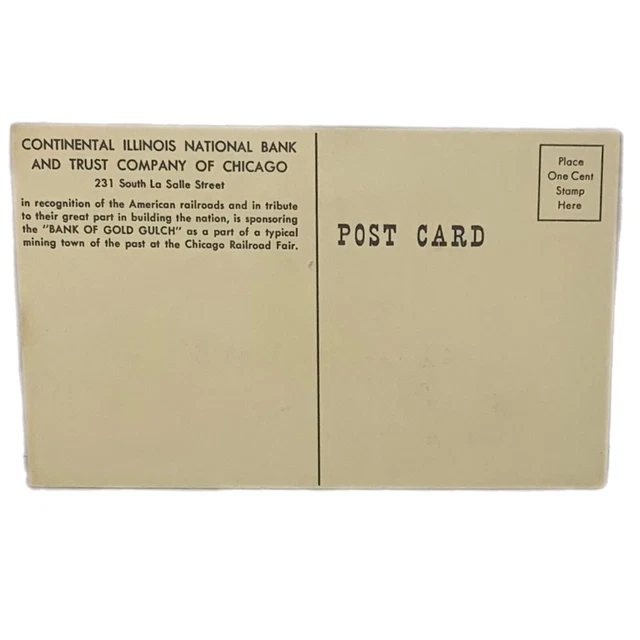 CONTINENTAL ILLINOIS NATIONAL BANK
AND TRUST COMPANY OF CHICAGO
231 South La Salle Street
in recognition of the American railroads and in tribute
to their great part in building the nation, is sponsoring
the "BANK OF GOLD GULCH" as a part of a typical
mining town of the past at the Chicago Railroad Fair.
POST CARD
Place
One Cent
Stamp
Here